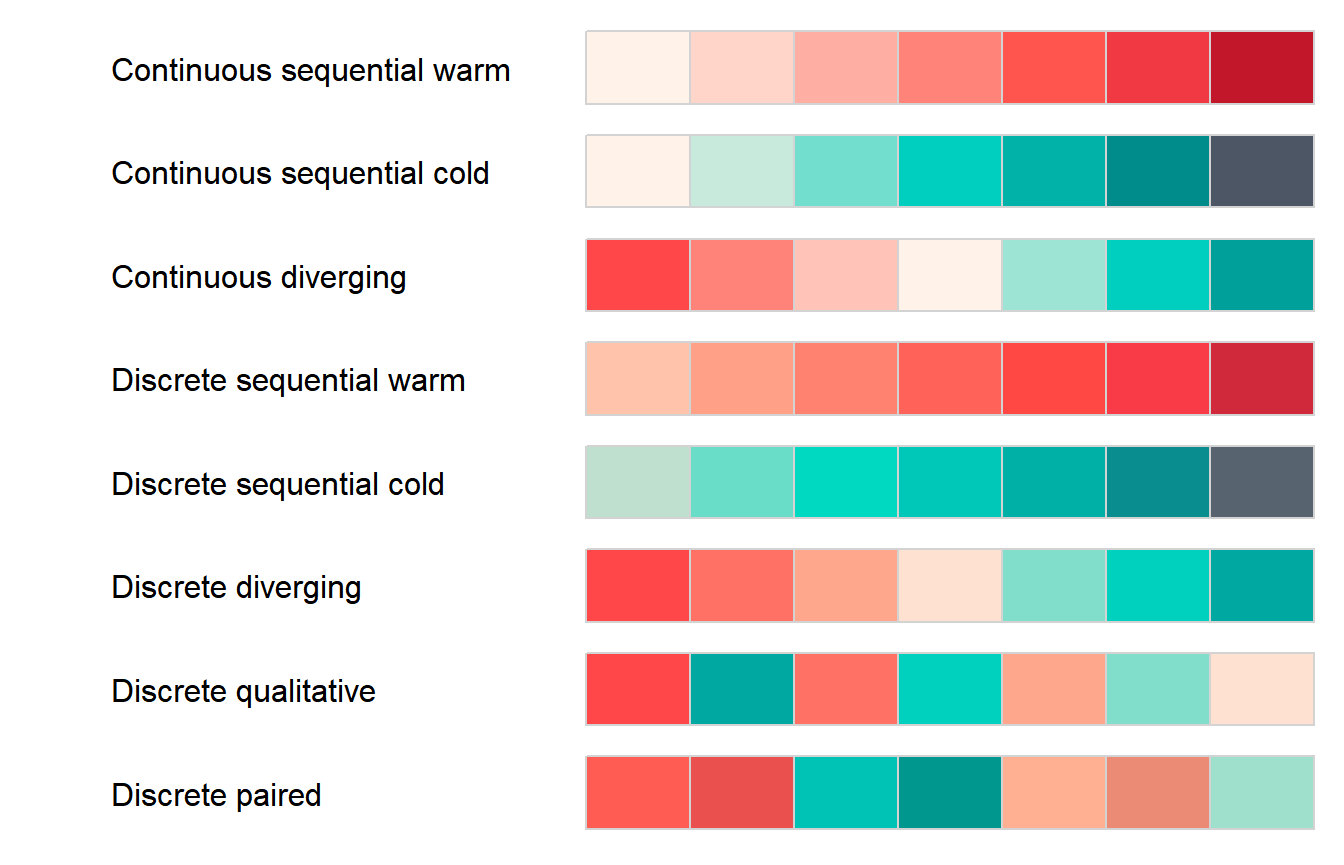 Continuous sequential warm
Continuous sequential cold
Continuous diverging
Discrete sequential warm
Discrete sequential cold
Discrete diverging
Discrete qualitative
Discrete paired